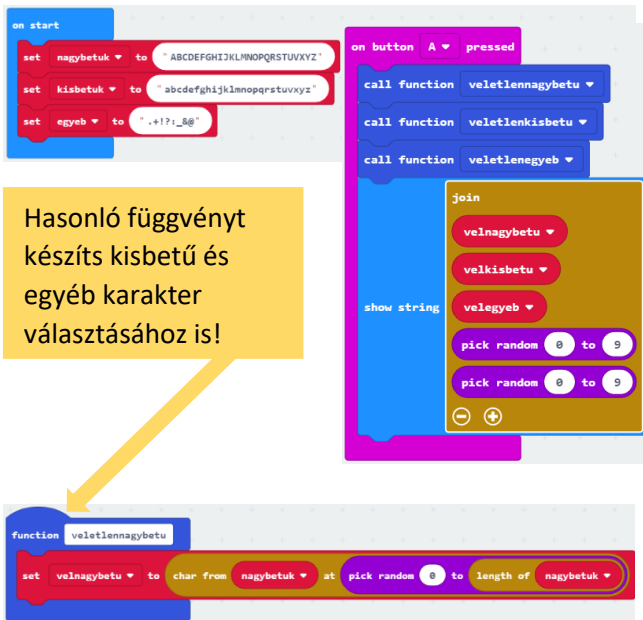 on start
set nagybetuk to "ABCDEFGHIJKLMNOPQRSTUVXYZ"
set kisbetuk to "abcdefghijklmnopqrstuvxyz"
set egyeb to ".+!?:_&@"
on button A pressed
call function veletlennagybetu
call function veletlenkisbetu
call function veletlenegyeb
show string
join
velnagybetu
velkisbetu
velegyeb
pick random 0 to 9
pick random 0 to 9
Hasonló függvényt
készíts kisbetű és
egyéb karakter
választásához is!
function veletlennagybetu
set velnagybetu to char from nagybetuk at pick random 0 to length of nagybetuk